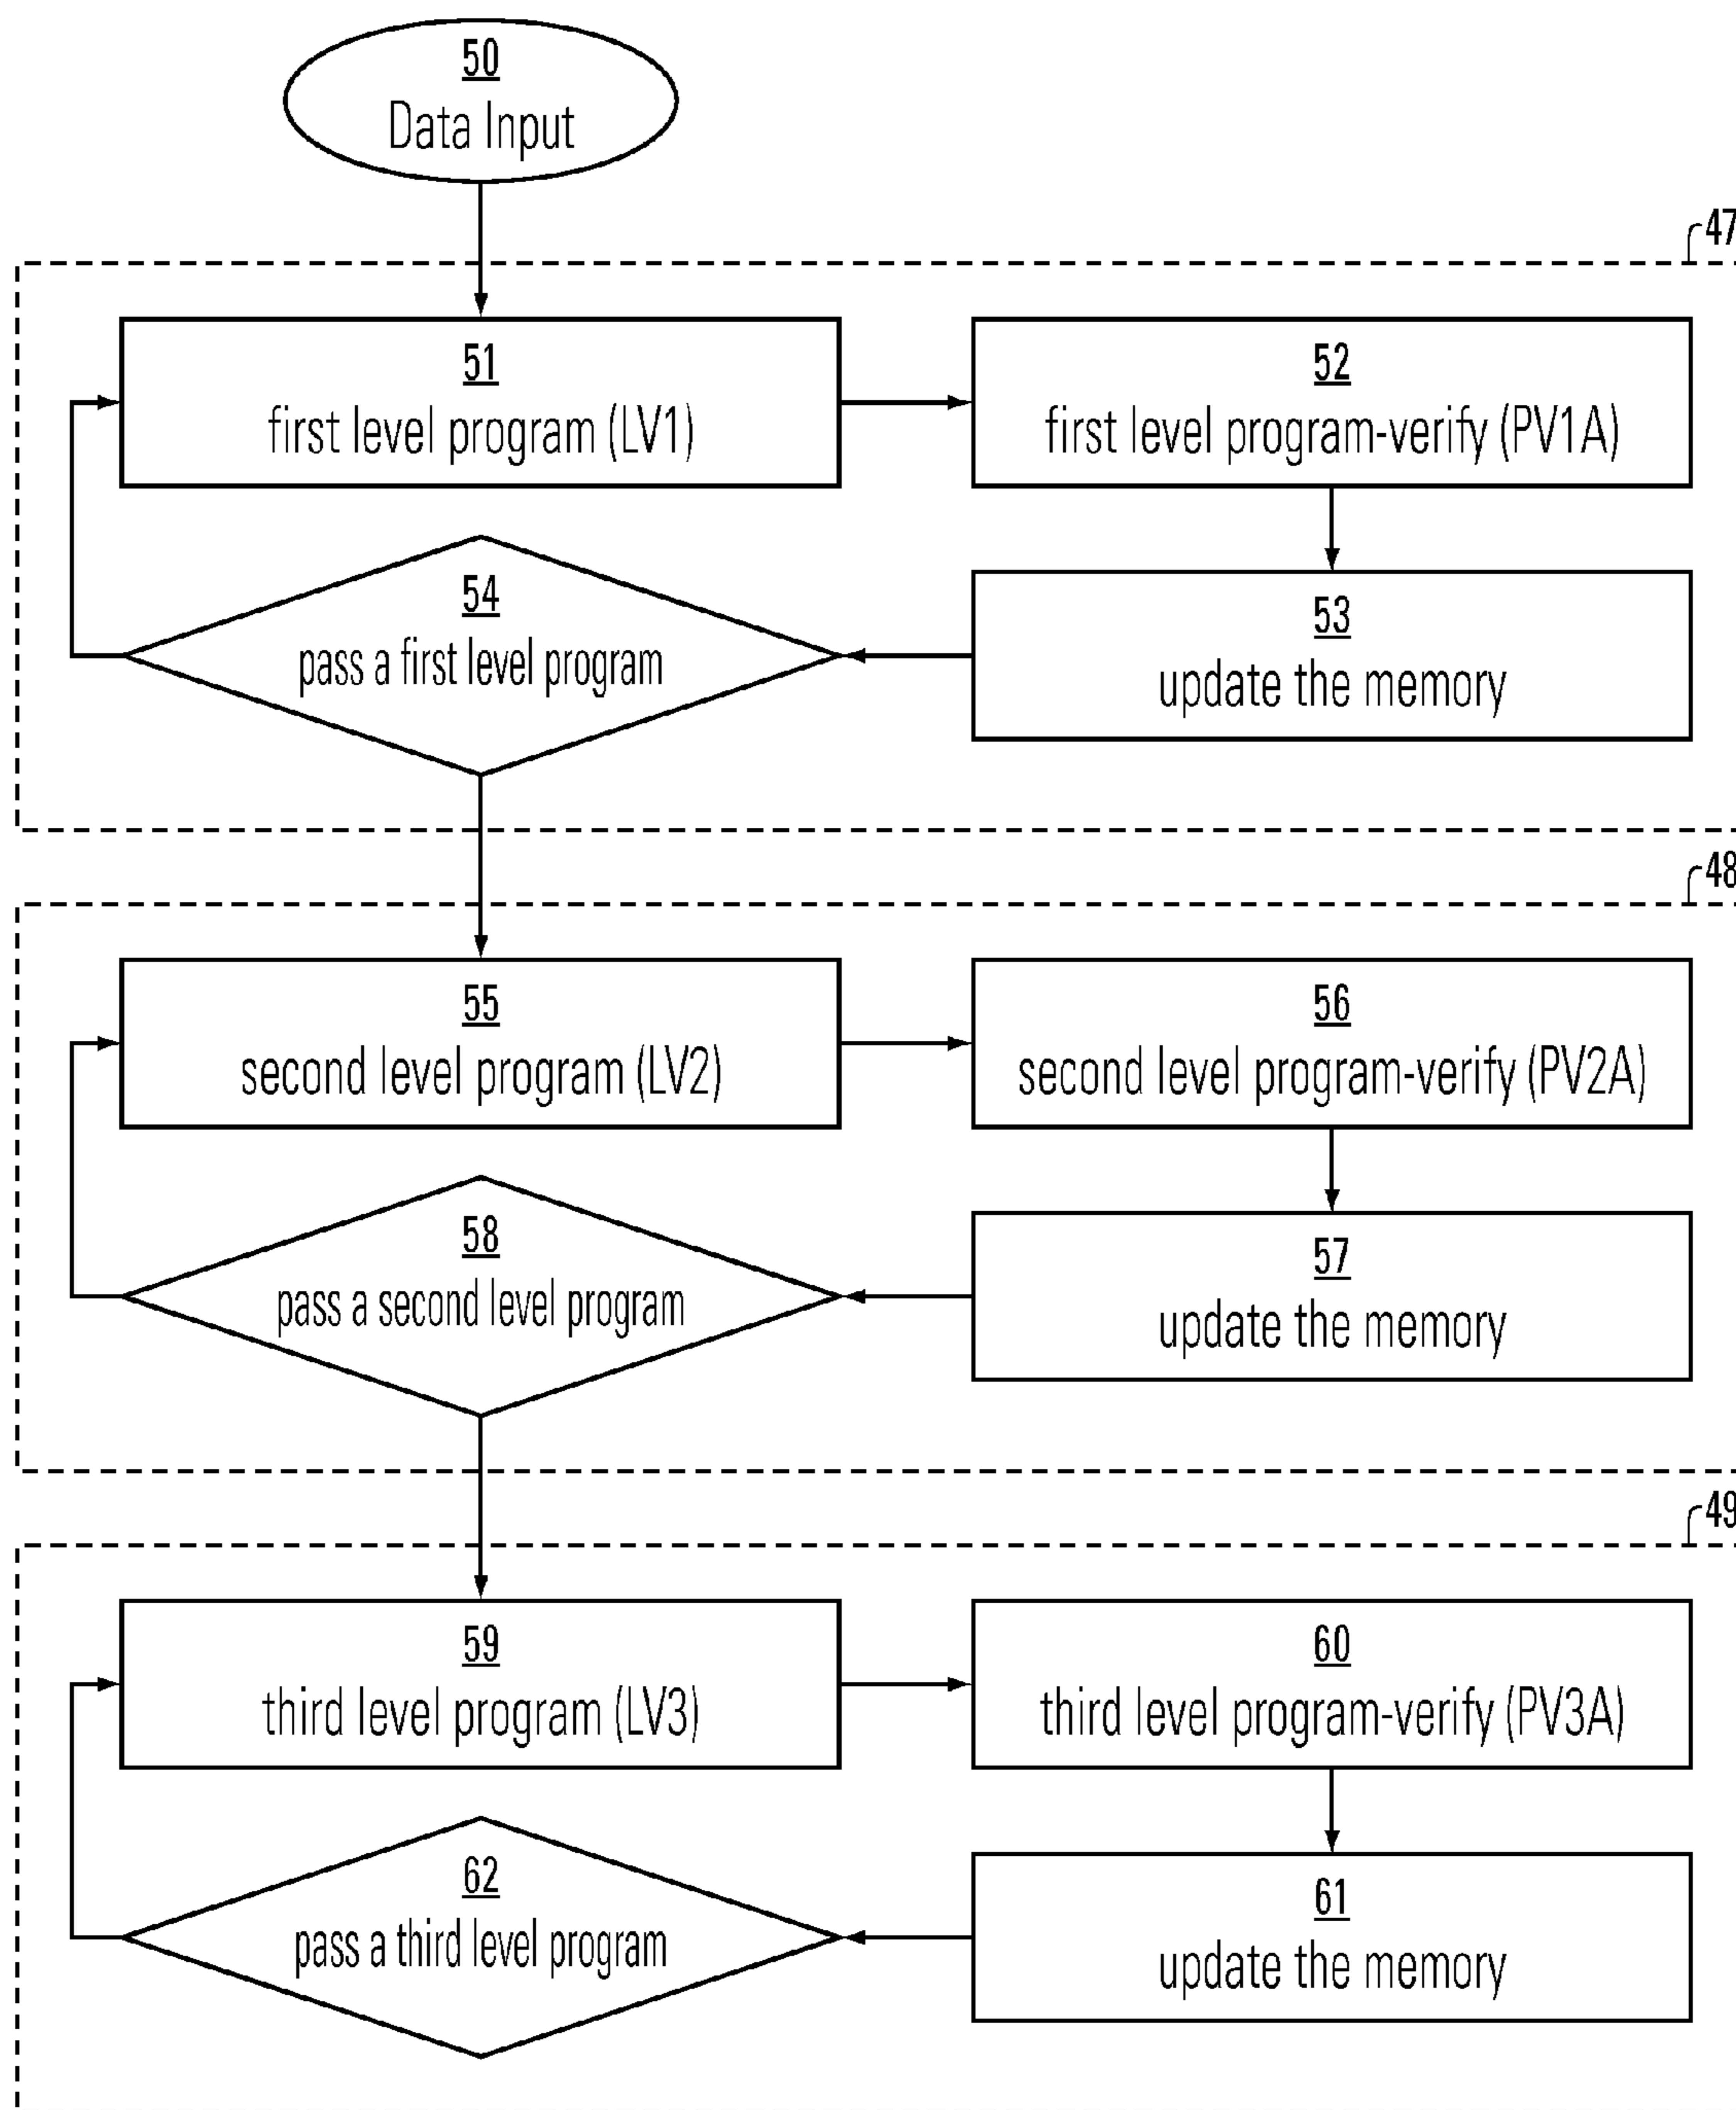 50
Data Input
47
51
first level program (LV1)
52
first level program-verify (PV1A)
54
pass a first level program
53
update the memory
48
55
second level program (LV2)
56
second level program-verify (PV2A)
58
pass a second level program
57
update the memory
49
59
third level program (LV3)
60
third level program-verify (PV3A)
62
pass a third level program
61
update the memory